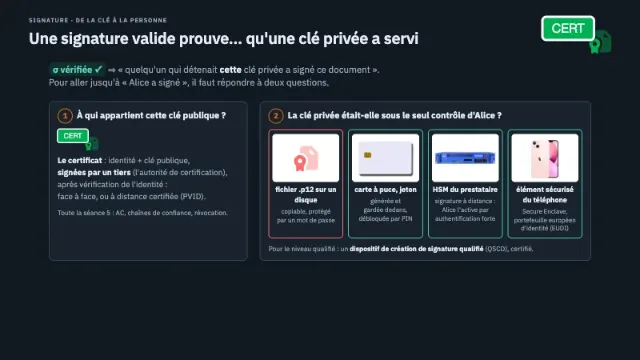 SIGNATURE · DE LA CLÉ À LA PERSONNE
Une signature valide prouve... qu'une clé privée a servi
CERT
σ vérifiée ✓ ⇒ « quelqu'un qui détenait cette clé privée a signé ce document ».
Pour aller jusqu'à « Alice a signé », il faut répondre à deux questions.
1 À qui appartient cette clé publique ?
CERT
Le certificat : identité + clé publique,
signées par un tiers (l'autorité de certification),
après vérification de l'identité :
face à face, ou à distance certifiée (PVID).
Toute la séance 5 : AC, chaînes de confiance, révocation.
2 La clé privée était-elle sous le seul contrôle d'Alice ?
fichier .p12 sur un
disque
copiable, protégé
par un mot de passe
carte à puce, jeton
générée et
gardée dedans,
débloquée par PIN
HSM du prestataire
signature à distance :
Alice l'active par
authentification forte
élément sécurisé
du téléphone
Secure Enclave,
portefeuille européen
d'identité (EUDI)
Pour le niveau qualifié : un dispositif de création de signature qualifié (QSCD), certifié.